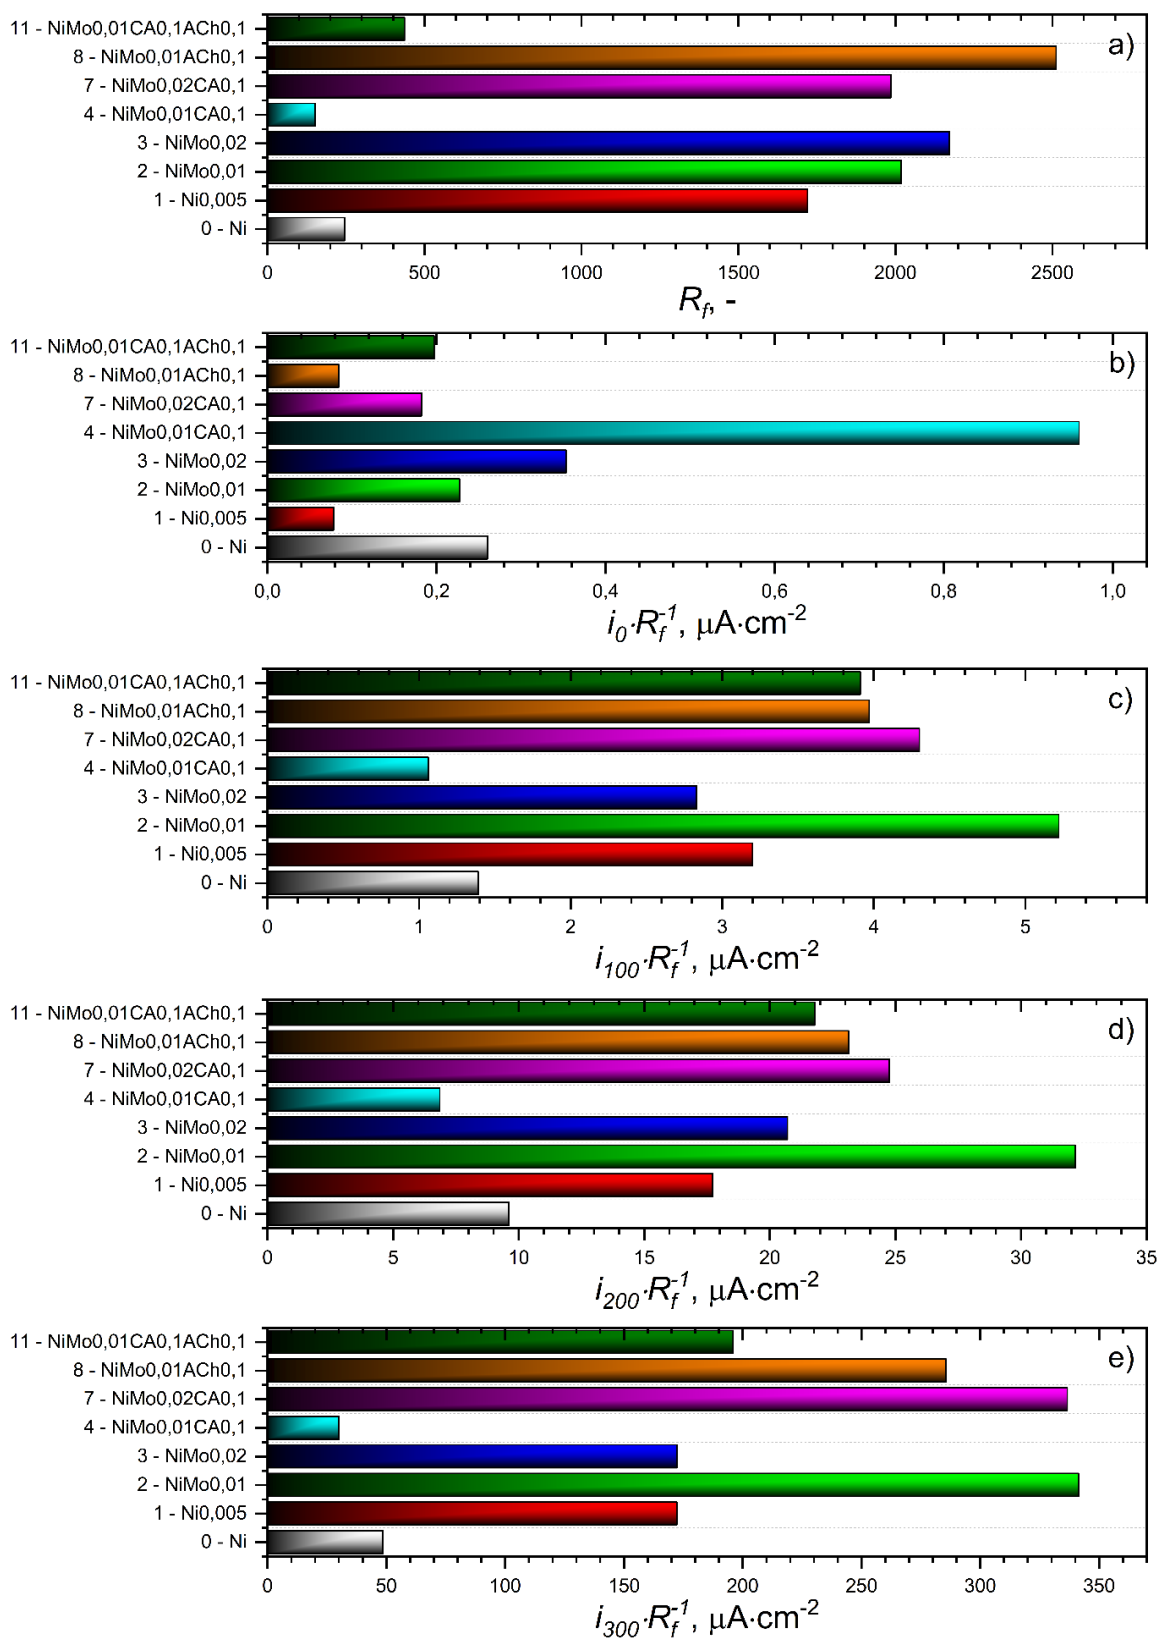 11 - NiMo0,01CA0,1ACh0,1
8 - NiMo0,01ACh0,1
7 - NiMo0,02CA0,1
4 - NiMo0,01CA0,1
3 - NiMo0,02
2 - NiMo0,01
1 - Ni0,005
0 - Ni
a)
0 500 1000 1500 2000 2500
R_f, -
11 - NiMo0,01CA0,1ACh0,1
8 - NiMo0,01ACh0,1
7 - NiMo0,02CA0,1
4 - NiMo0,01CA0,1
3 - NiMo0,02
2 - NiMo0,01
1 - Ni0,005
0 - Ni
b)
0,0 0,2 0,4 0,6 0,8 1,0
i_0·R_f^-1, μA·cm^-2
11 - NiMo0,01CA0,1ACh0,1
8 - NiMo0,01ACh0,1
7 - NiMo0,02CA0,1
4 - NiMo0,01CA0,1
3 - NiMo0,02
2 - NiMo0,01
1 - Ni0,005
0 - Ni
c)
0 1 2 3 4 5
i_100·R_f^-1, μA·cm^-2
11 - NiMo0,01CA0,1ACh0,1
8 - NiMo0,01ACh0,1
7 - NiMo0,02CA0,1
4 - NiMo0,01CA0,1
3 - NiMo0,02
2 - NiMo0,01
1 - Ni0,005
0 - Ni
d)
0 5 10 15 20 25 30 35
i_200·R_f^-1, μA·cm^-2
11 - NiMo0,01CA0,1ACh0,1
8 - NiMo0,01ACh0,1
7 - NiMo0,02CA0,1
4 - NiMo0,01CA0,1
3 - NiMo0,02
2 - NiMo0,01
1 - Ni0,005
0 - Ni
e)
0 50 100 150 200 250 300 350
i_300·R_f^-1, μA·cm^-2